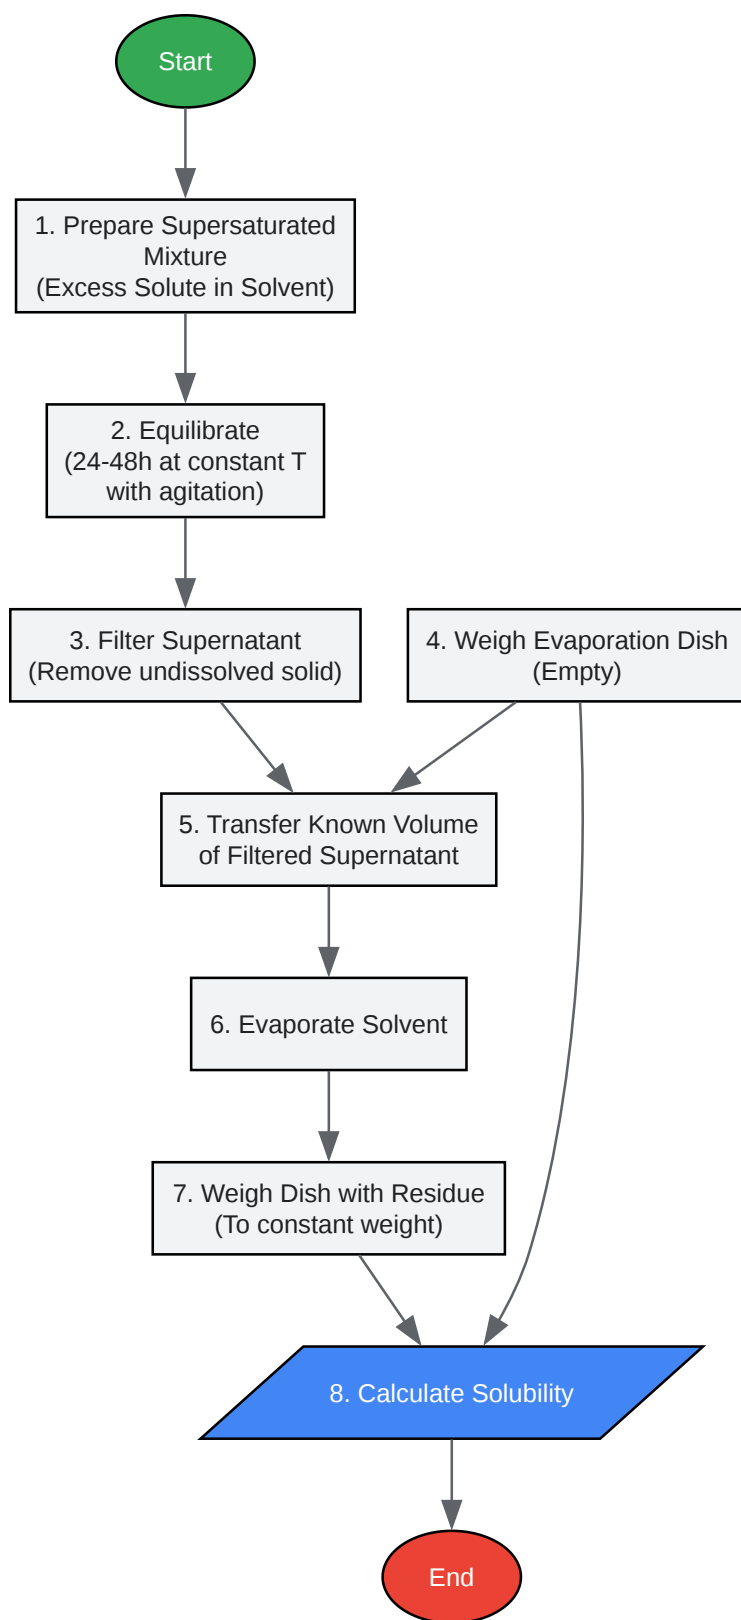 Start
1. Prepare Supersaturated
Mixture
(Excess Solute in Solvent)
2. Equilibrate
(24-48h at constant T
with agitation)
3. Filter Supernatant
(Remove undissolved solid)
4. Weigh Evaporation Dish
(Empty)
5. Transfer Known Volume
of Filtered Supernatant
6. Evaporate Solvent
7. Weigh Dish with Residue
(To constant weight)
8. Calculate Solubility
End